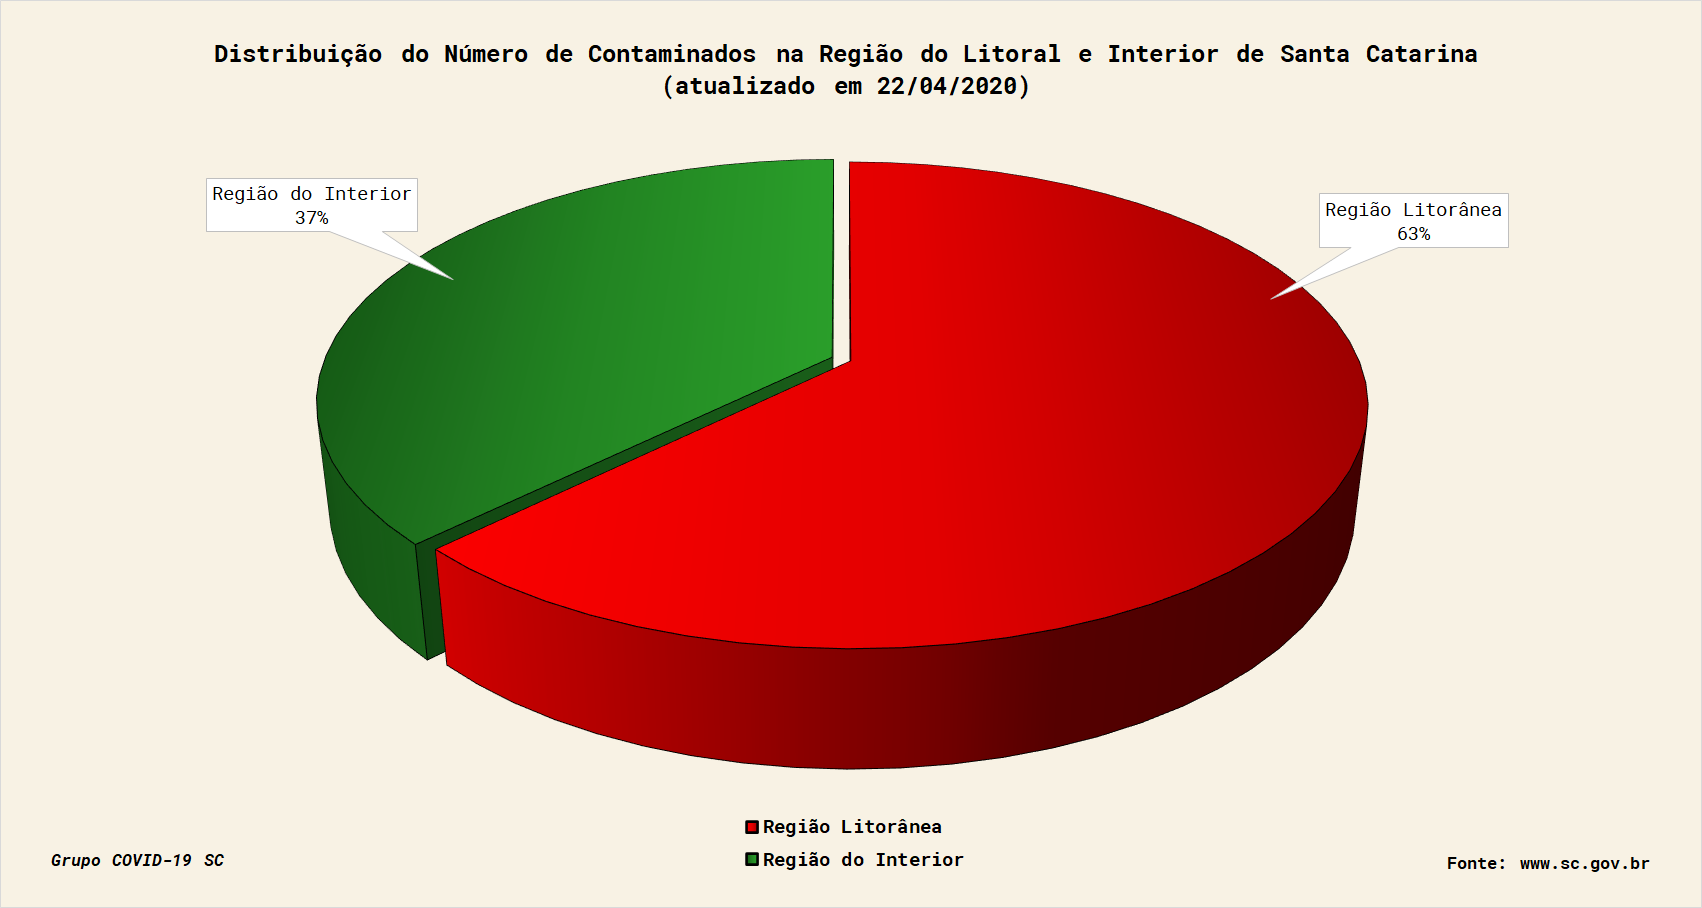 Distribuição do Número de Contaminados na Região do Litoral e Interior de Santa Catarina
(atualizado em 22/04/2020)
Região do Interior
37%
Região Litorânea
63%
Região Litorânea
Região do Interior
Grupo COVID-19 SC
Fonte: www.sc.gov.br